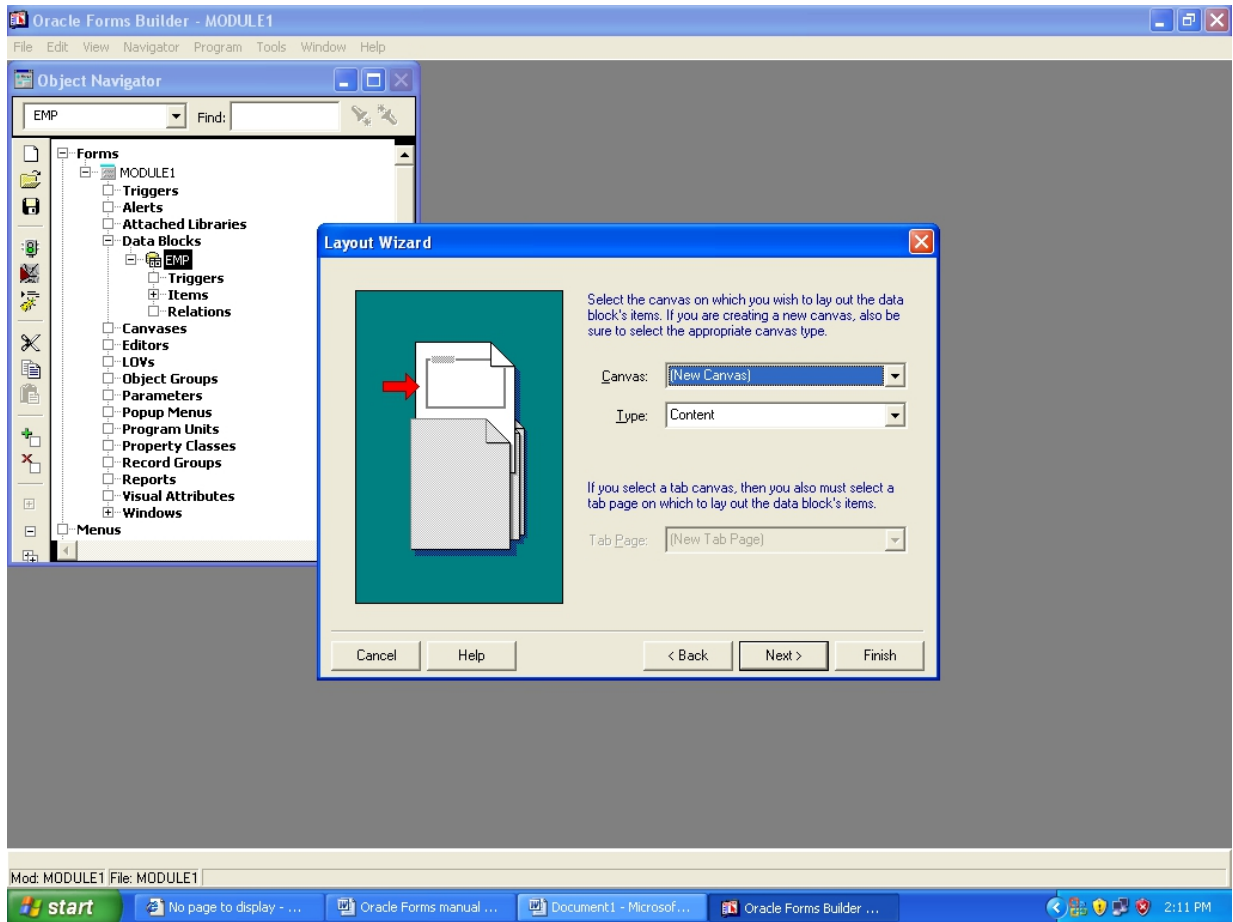 Oracle Forms Builder - MODULE1
File Edit View Navigator Program Tools Window Help
Object Navigator
EMP Find:
Forms
MODULE1
Triggers
Alerts
Attached Libraries
Data Blocks
EMP
Triggers
Items
Relations
Canvases
Editors
LOVs
Object Groups
Parameters
Popup Menus
Program Units
Property Classes
Record Groups
Reports
Visual Attributes
Windows
Menus
Layout Wizard
Select the canvas on which you wish to lay out the data
block's items. If you are creating a new canvas, also be
sure to select the appropriate canvas type.
Canvas: (New Canvas)
Type: Content
If you select a tab canvas, then you also must select a
tab page on which to lay out the data block's items.
Tab Page: (New Tab Page)
Cancel Help < Back Next > Finish
Mod: MODULE1 File: MODULE1
start No page to display - ... Oracle Forms manual ... Document1 - Microsof... Oracle Forms Builder ... 2:11 PM